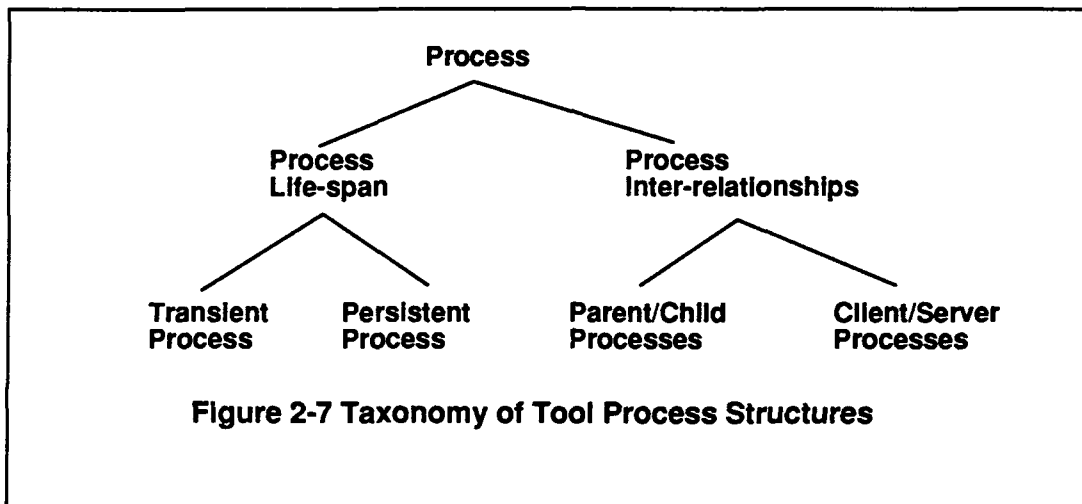 Process
Process
Life-span
Process
Inter-relationships
Transient
Process
Persistent
Process
Parent/Child
Processes
Client/Server
Processes
Figure 2-7 Taxonomy of Tool Process Structures